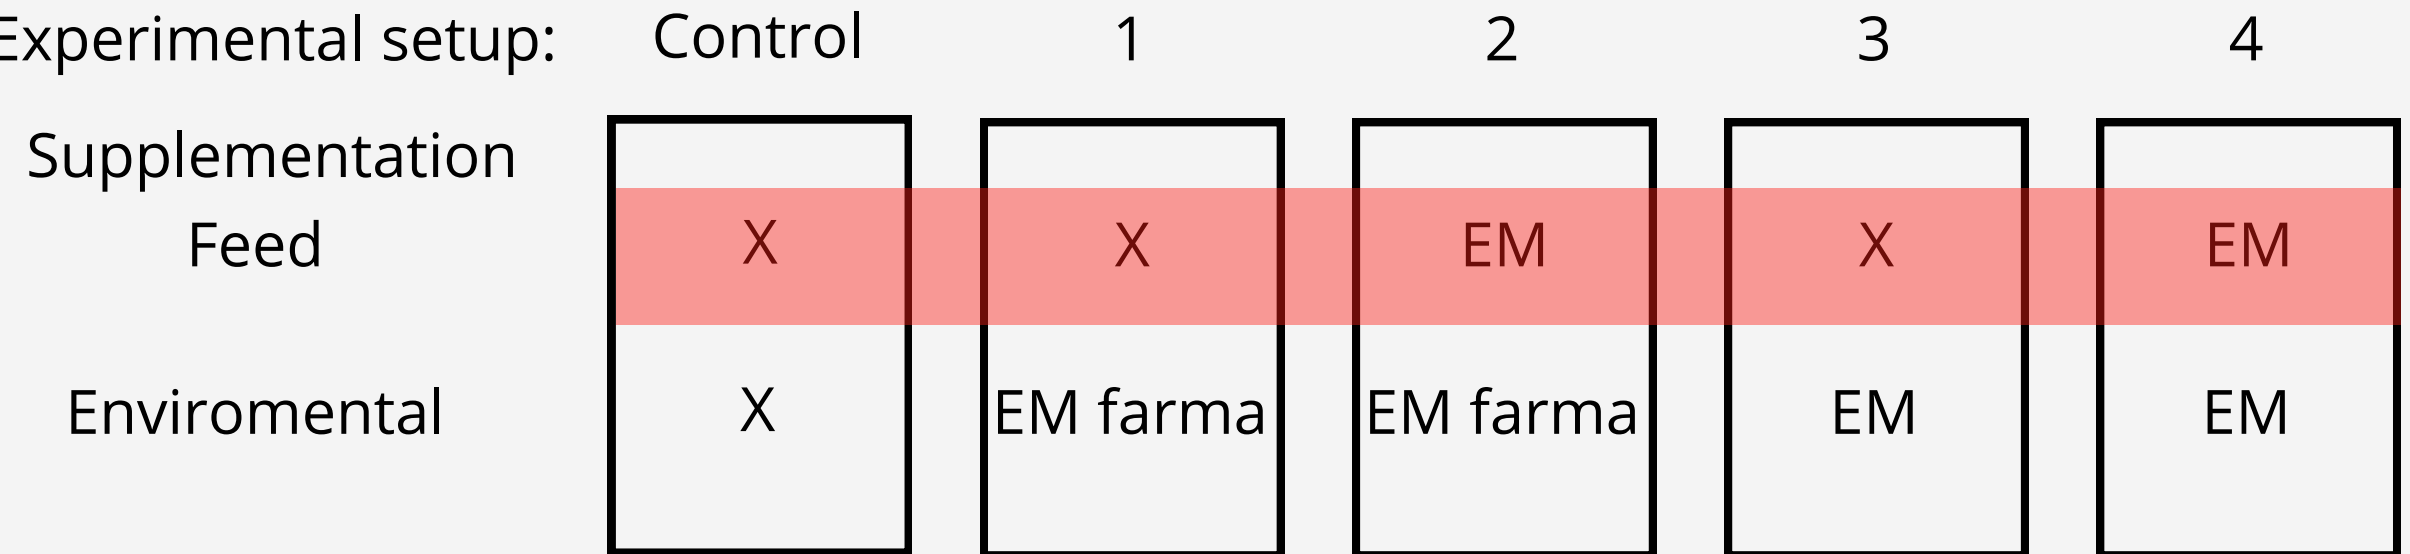 Experimental setup: Control 1 2 3 4
Supplementation
Feed X X EM X EM
Enviromental X EM farma EM farma EM EM